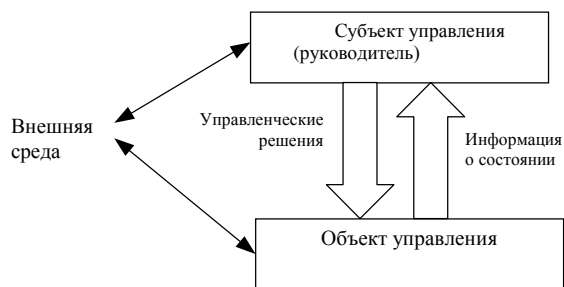 Субъект управления
(руководитель)
Управленческие
решения
Внешняя
среда
Информация
о состоянии
Объект управления